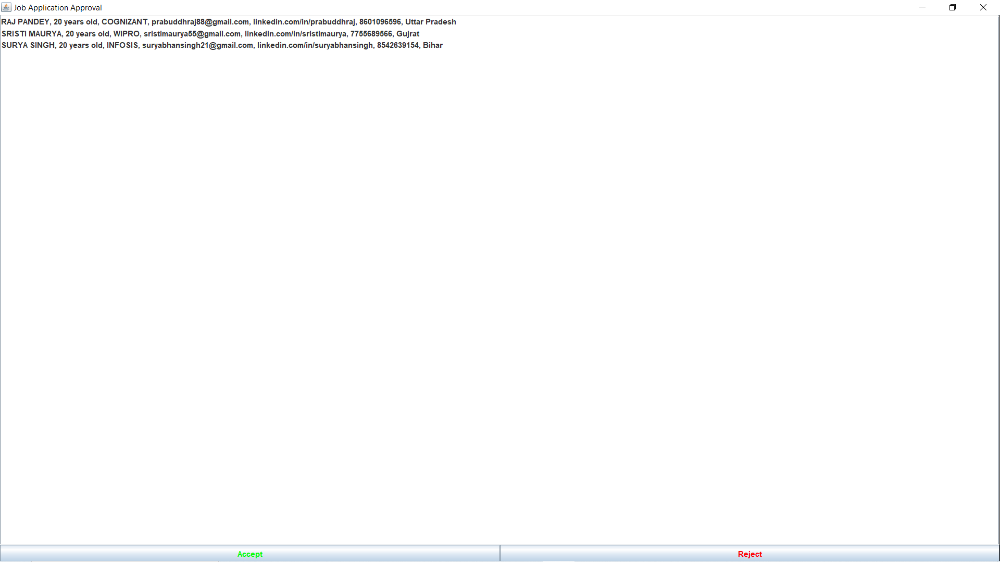 Job Application Approval
RAJ PANDEY, 20 years old, COGNIZANT, prabuddhraj88@gmail.com, linkedin.com/in/prabuddhraj, 8601096596, Uttar Pradesh
SRISTI MAURYA, 20 years old, WIPRO, sristimaurya55@gmail.com, linkedin.com/in/sristimaurya, 7755689566, Gujrat
SURYA SINGH, 20 years old, INFOSIS, suryabhansingh21@gmail.com, linkedin.com/in/suryabhansingh, 8542639154, Bihar
Accept
Reject